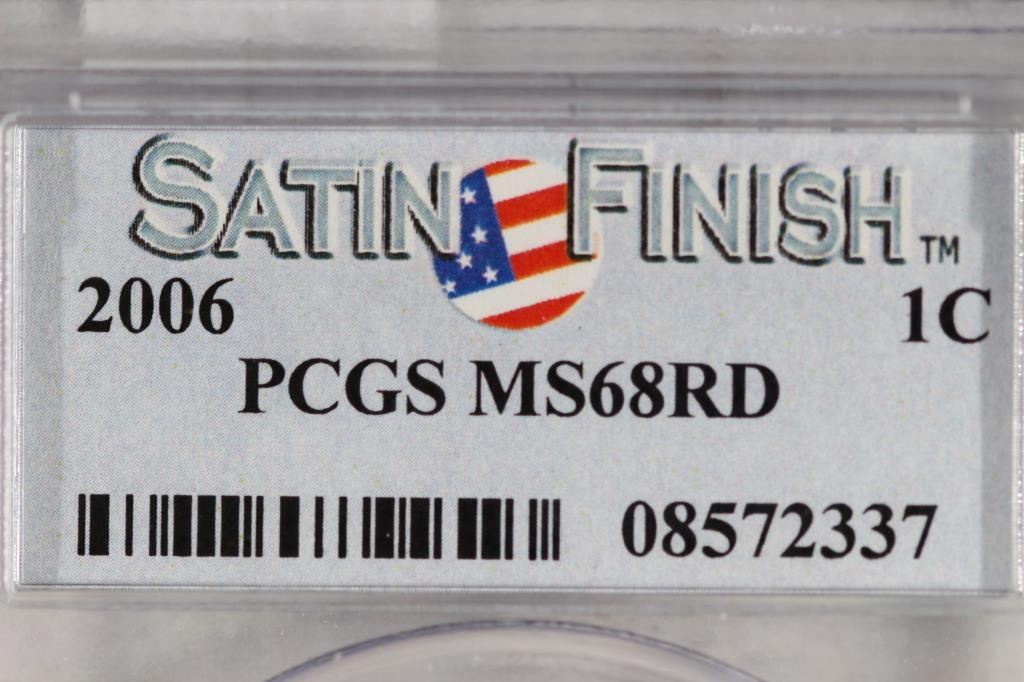 SATIN FINISH™
2006 1C
PCGS MS68RD
08572337